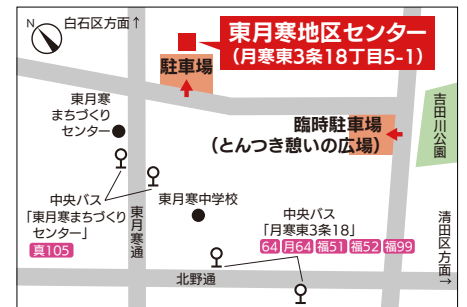 N
白石区方面↑
東月寒地区センター
(月寒東3条18丁目5-1)
駐車場
東月寒
まちづくり
センター
臨時駐車場
(とんつき憩いの広場)
吉田川公園
中央バス
「東月寒まちづくり
センター」
真105
東月寒通
東月寒中学校
中央バス
「月寒東3条18」
64 月64 福51 福52 福99
北野通
清田区方面→